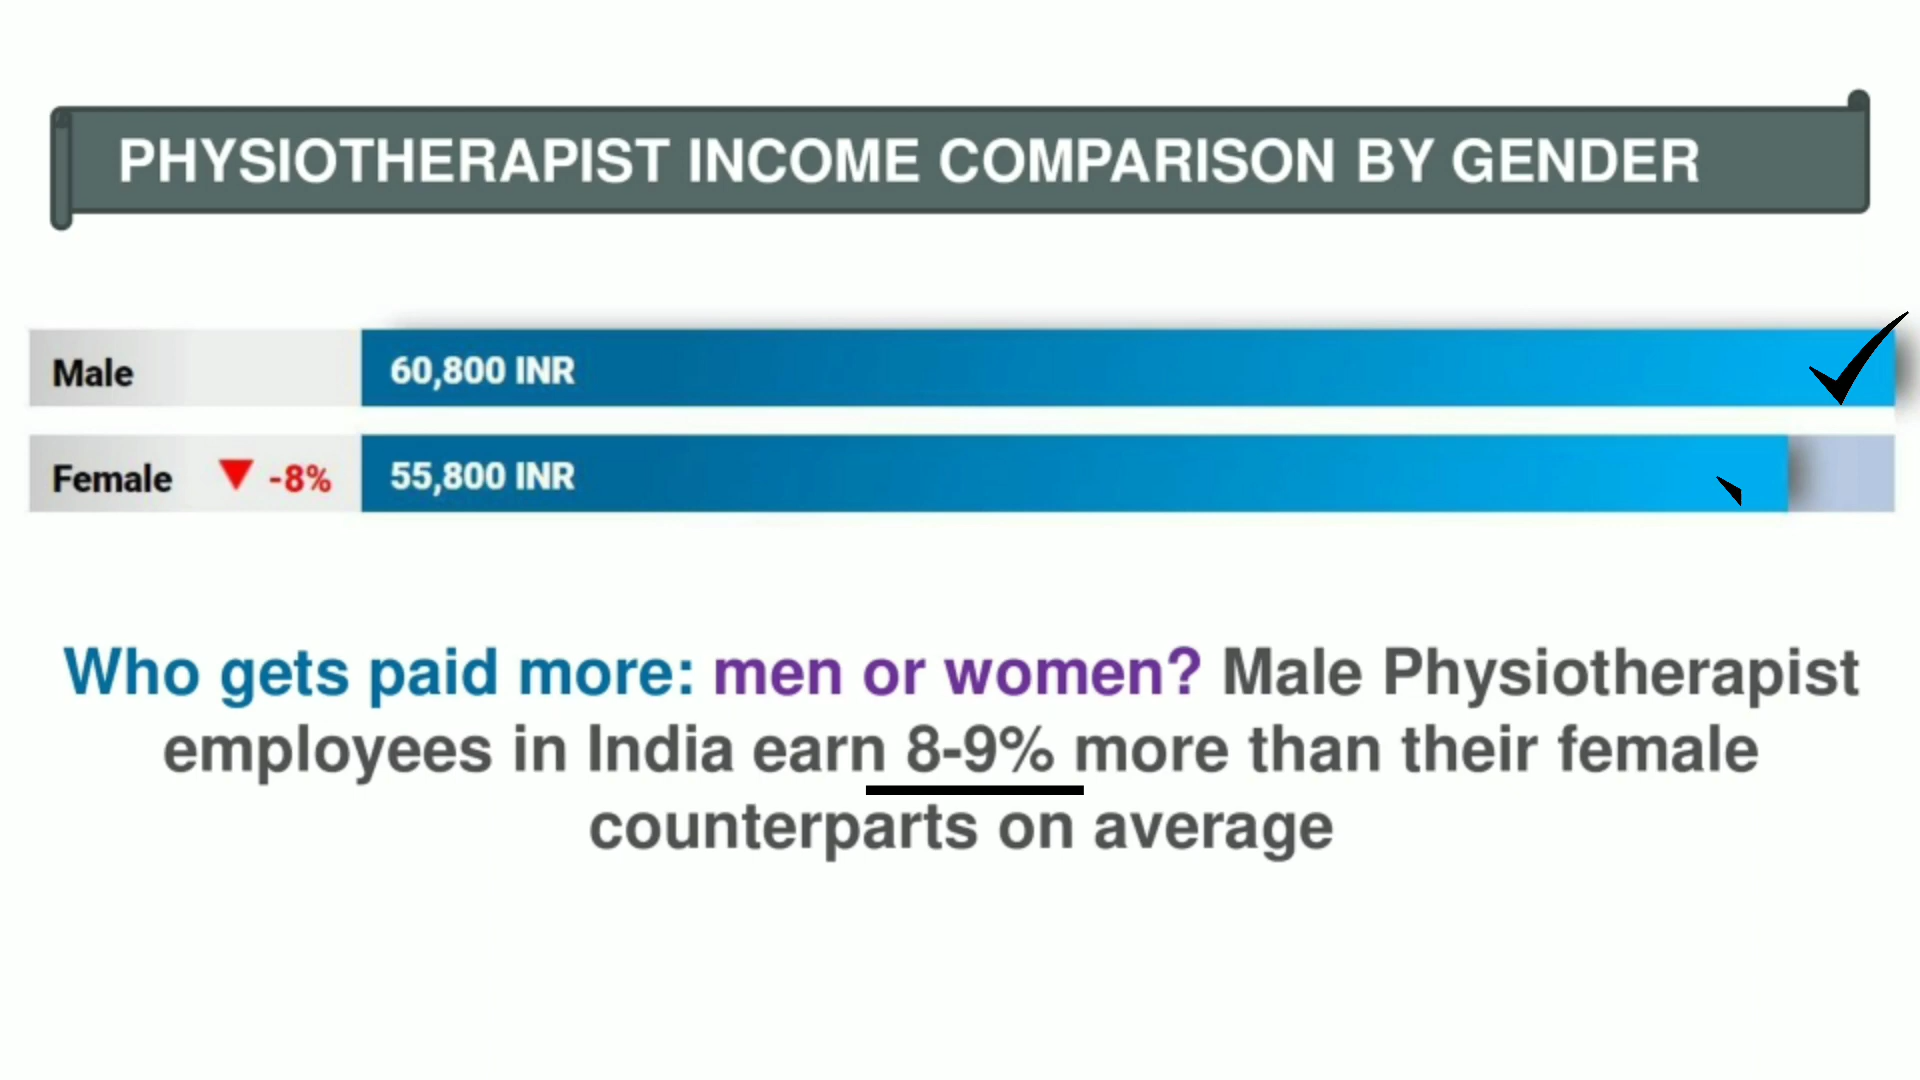 PHYSIOTHERAPIST INCOME COMPARISON BY GENDER
Male 60,800 INR
Female ▼ -8% 55,800 INR
Who gets paid more: men or women? Male Physiotherapist
employees in India earn 8-9% more than their female
counterparts on average